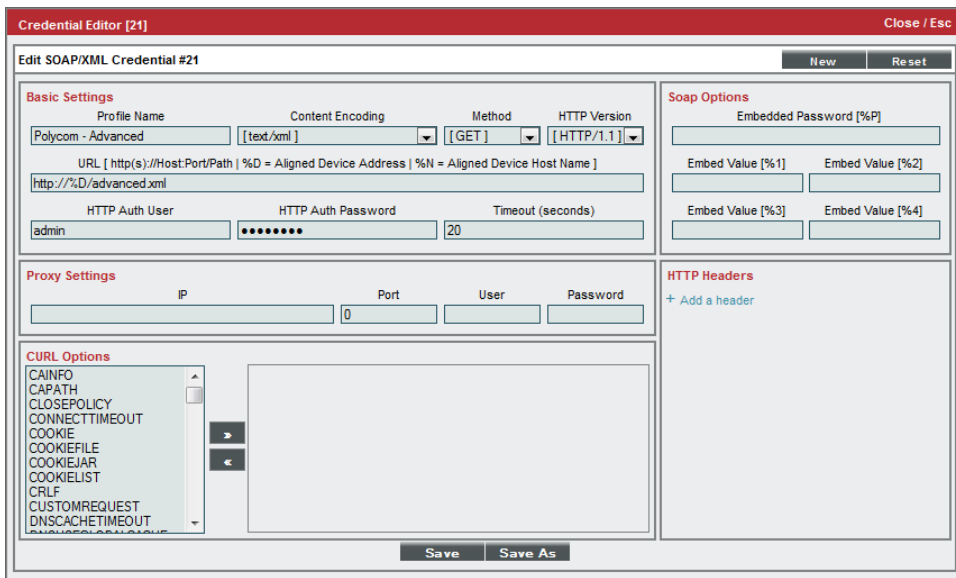 Credential Editor [21]
Close / Esc
Edit SOAP/XML Credential #21
New
Reset
Basic Settings
Profile Name
Content Encoding
Method
HTTP Version
Polycom - Advanced
[ text/xml ]
[ GET ]
[ HTTP/1.1 ]
URL [ http(s)://Host:Port/Path | %D = Aligned Device Address | %N = Aligned Device Host Name ]
http://%D/advanced.xml
HTTP Auth User
HTTP Auth Password
Timeout (seconds)
admin
••••••••
20
Soap Options
Embedded Password [%P]
Embed Value [%1]
Embed Value [%2]
Embed Value [%3]
Embed Value [%4]
Proxy Settings
IP
Port
User
Password
0
HTTP Headers
+ Add a header
CURL Options
CAINFO
CAPATH
CLOSEPOLICY
CONNECTTIMEOUT
COOKIE
COOKIEFILE
COOKIEJAR
COOKIELIST
CRLF
CUSTOMREQUEST
DNSCACHETIMEOUT
»
«
Save
Save As